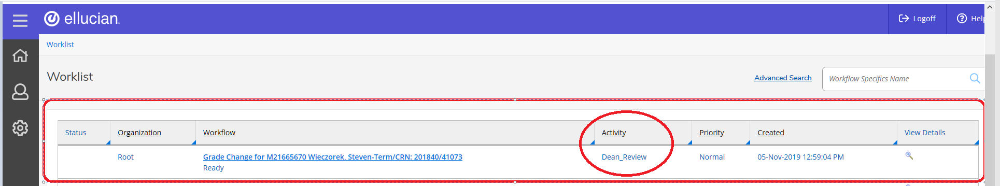 ellucian.
Logoff
Help
Worklist
Worklist
Advanced Search
Workflow Specifics Name
Status Organization Workflow Activity Priority Created View Details
Root Grade Change for M21665670 Wieczorek, Steven-Term/CRN: 201840/41073 Dean_Review Normal 05-Nov-2019 12:59:04 PM
Ready